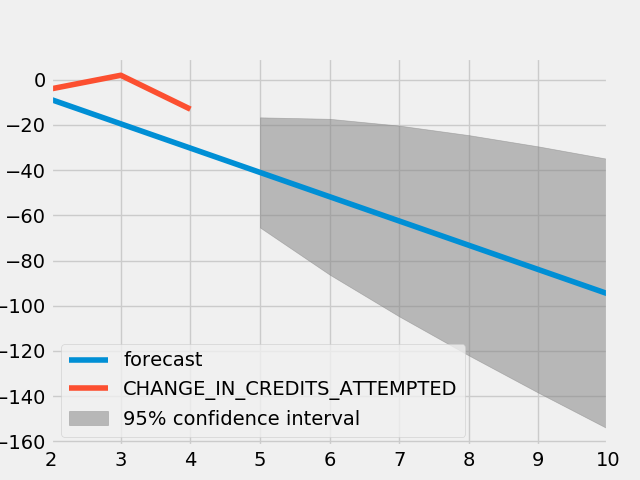 0
−20
−40
−60
−80
−100
−120
−140
−160
forecast
CHANGE_IN_CREDITS_ATTEMPTED
95% confidence interval
2 3 4 5 6 7 8 9 10